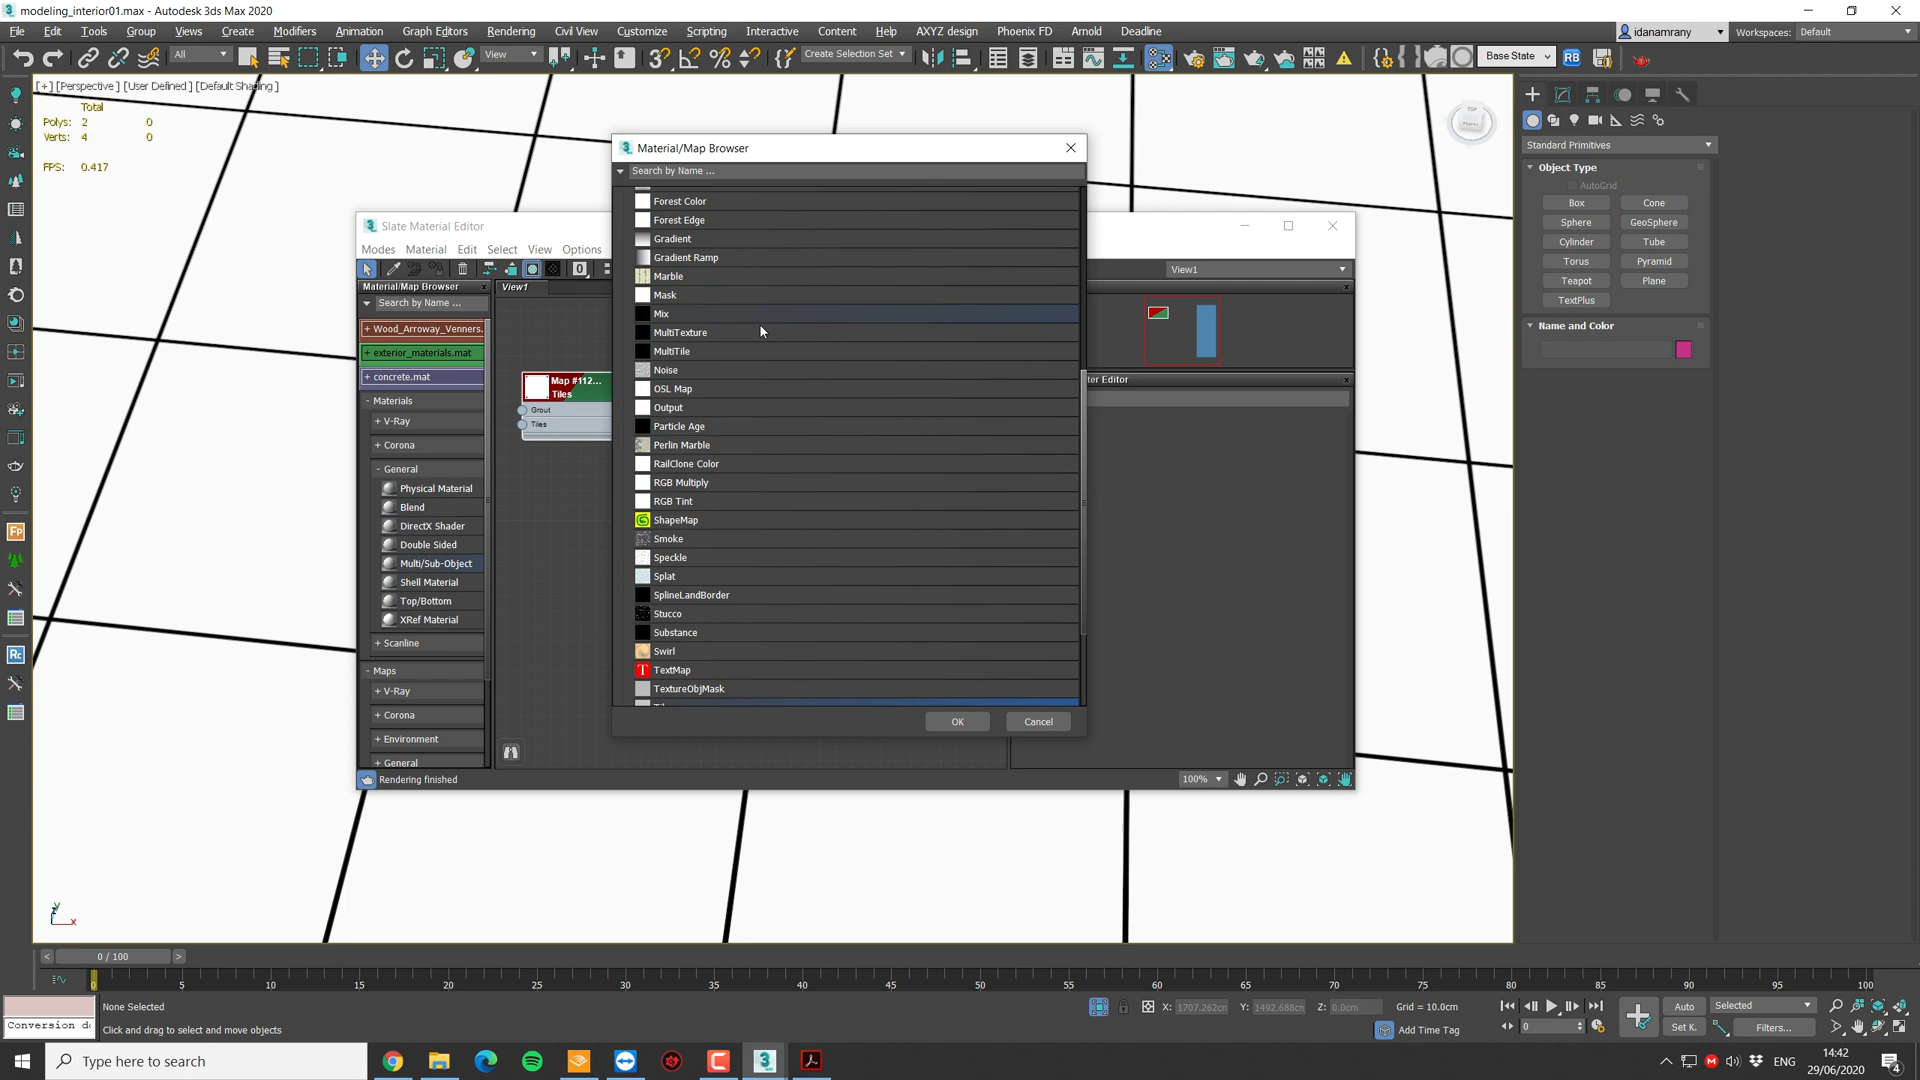 modeling_interior01.max - Autodesk 3ds Max 2020
File Edit Tools Group Views Create Modifiers Animation Graph Editors Rendering Civil View Customize Scripting Interactive Content Help AXYZ design Phoenix FD Arnold Deadline
idanamrany
Workspaces: Default
All
View
Create Selection Set
Base State
RB
[+] [Perspective ] [User Defined ] [Default Shading ]
Total
Polys: 2 0
Verts: 4 0
FPS: 0.417
TOP
Standard Primitives
Object Type
AutoGrid
Box Cone
Sphere GeoSphere
Cylinder Tube
Torus Pyramid
Teapot Plane
TextPlus
Name and Color
Slate Material Editor
Modes Material Edit Select View Options
0
View1
Material/Map Browser
Search by Name ...
+ Wood_Arroway_Venners.
+ exterior_materials.mat
+ concrete.mat
- Materials
+ V-Ray
+ Corona
- General
Physical Material
Blend
DirectX Shader
Double Sided
Multi/Sub-Object
Shell Material
Top/Bottom
XRef Material
+ Scanline
- Maps
+ V-Ray
+ Corona
+ Environment
+ General
View1
Map #112...
Tiles
Grout
Tiles
ter Editor
Rendering finished
100%
Material/Map Browser
Search by Name ...
Forest Color
Forest Edge
Gradient
Gradient Ramp
Marble
Mask
Mix
MultiTexture
MultiTile
Noise
OSL Map
Output
Particle Age
Perlin Marble
RailClone Color
RGB Multiply
RGB Tint
ShapeMap
Smoke
Speckle
Splat
SplineLandBorder
Stucco
Substance
Swirl
TextMap
TextureObjMask
OK
Cancel
Fp
Rc
z
y
x
< 0 / 100 >
0 5 10 15 20 25 30 35 40 45 50 55 60 65 70 75 80 85 90 95 100
None Selected
Conversion d
Click and drag to select and move objects
X: 1707.262cm Y: 1492.688cm Z: 0.0cm Grid = 10.0cm
Add Time Tag
0
Auto
Selected
Set K.
Filters...
Type here to search
ENG
14:42
29/06/2020
4